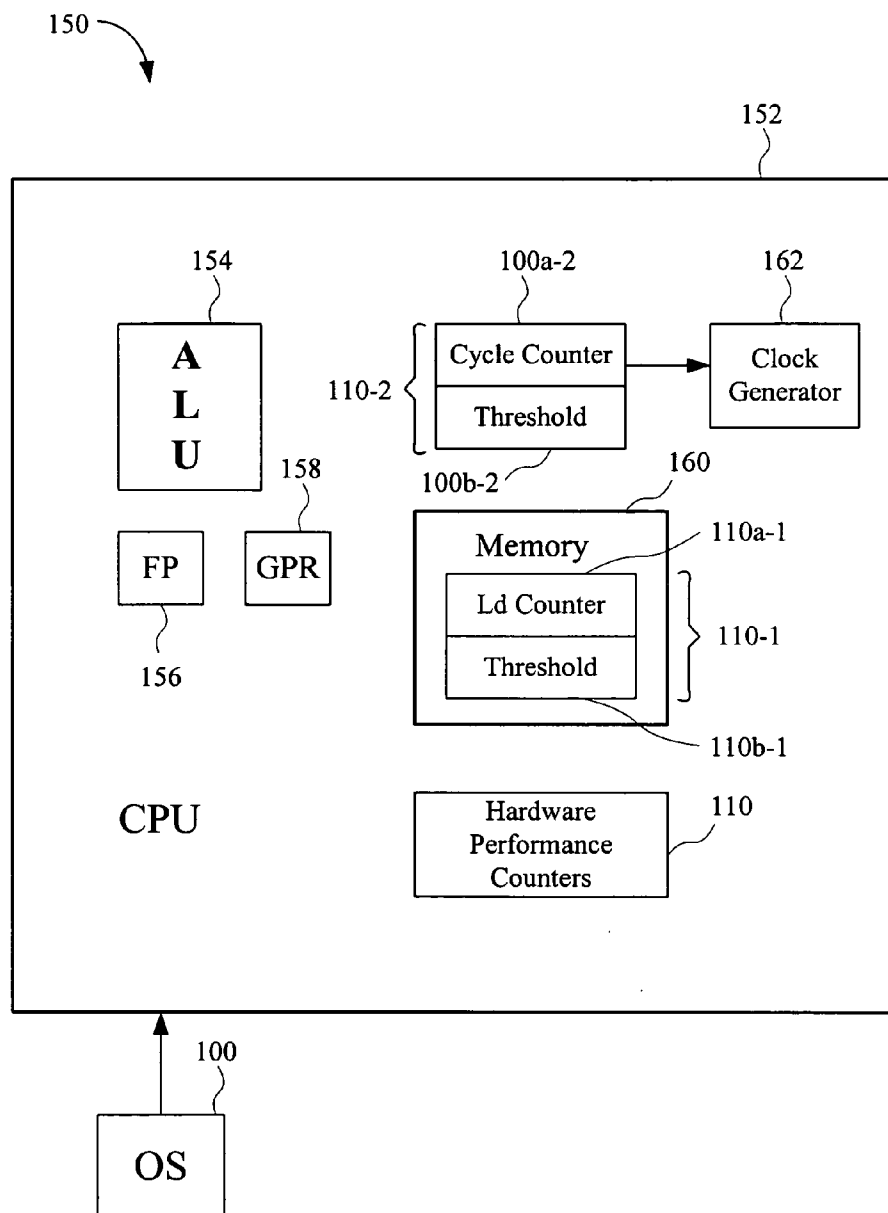 150
152
154
100a-2
162
A
L
U
Cycle Counter
Threshold
110-2
Clock
Generator
100b-2
158
160
FP
GPR
156
Memory
110a-1
Ld Counter
Threshold
110-1
110b-1
CPU
Hardware
Performance
Counters
110
100
OS